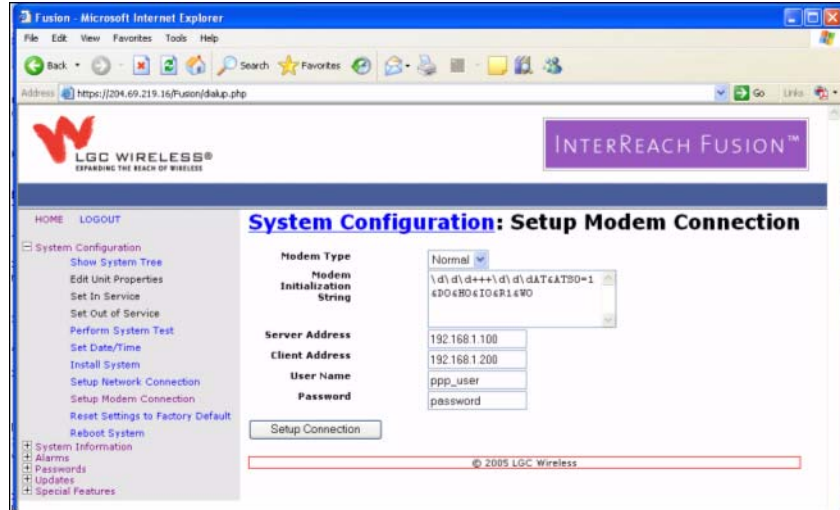 Fusion - Microsoft Internet Explorer
File Edit View Favorites Tools Help
Back Search Favorites
Address https://204.69.219.16/Fusion/dialup.php Go Links
LGC WIRELESS®
EXPANDING THE REACH OF WIRELESS
INTERREACH FUSION™
HOME LOGOUT
System Configuration: Setup Modem Connection
System Configuration
Show System Tree
Edit Unit Properties
Set In Service
Set Out of Service
Perform System Test
Set Date/Time
Install System
Setup Network Connection
Setup Modem Connection
Reset Settings to Factory Default
Reboot System
System Information
Alarms
Passwords
Updates
Special Features
Modem Type Normal
Modem Initialization String
\d\d\d+++\d\d\dAT&ATS0=1
&D0&H0&I0&R1&W0
Server Address 192.168.1.100
Client Address 192.168.1.200
User Name ppp_user
Password password
Setup Connection
© 2005 LGC Wireless